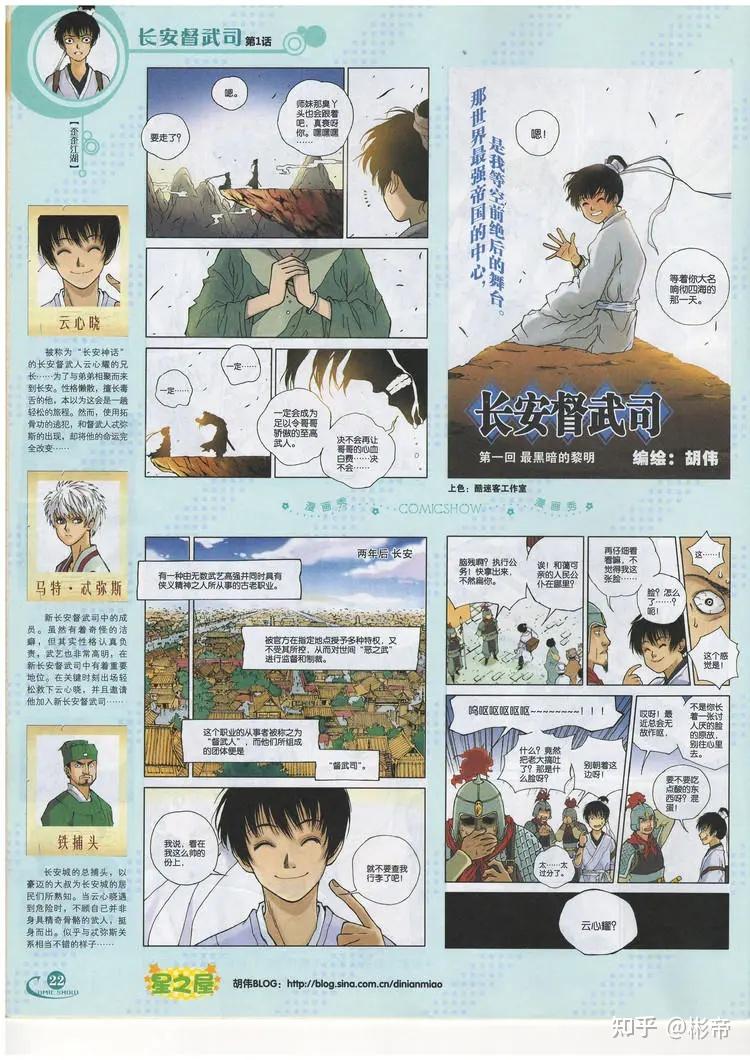 长安督武司 第1话
【歪歪江湖】
云心晓
被称为“长安神话”
的长安督武人云心耀的兄
长……为了与弟弟相聚而来
到长安。性格懒散，擅长毒
舌的他，本以为这会是一趟
轻松的旅程。然而，使用拓
骨功的逃犯，和督武人忒弥
斯的出现，却将他的命运完
全改变……
马特·忒弥斯
新长安督武司中的成
员。虽然有着奇怪的洁
癖，但其实性格认真负
责，武艺也非常高明，在
新长安督武司中有着重要
地位。在关键时刻出场轻
松救下云心晓，并且邀请
他加入新长安督武司……
铁捕头
长安城的总捕头，以
豪迈的大叔为长安城的居
民们所熟知。当云心晓遇
到危险时，不顾自己并非
身具精奇骨骼的武人，挺
身而出。似乎与忒弥斯关
系相当不错的样子……
要走了？
嗯。
师妹那臭丫
头也会跟着
吧，真衰呀
你。嘿嘿嘿
……
一定……
一定……
一定会成为
足以令哥哥
骄傲的至高
武人。
决不会再让
哥哥的心血
白费……决
不会……
那世界最强帝国的中心，
是我等空前绝后的舞台。
嗯！
等着你大名
响彻四海的
那一天。
长安督武司
第一回 最黑暗的黎明
编绘：胡伟
上色：酷迷客工作室
漫画秀
COMICSHOW
漫画秀
两年后 长安
有一种由无数武艺高强并同时具有
侠义精神之人所从事的古老职业。
被官方在指定地点授予多种特权，又
不受其所控，从而对世间“恶之武”
进行监督和制裁。
这个职业的从事者被称之为
“督武人”，而他们所组成
的团体便是
“督武司”。
我说，看在
我这么帅的
份上，
就不要查我
行李了吧！
脑残啊？执行公
务！快拿出来，
不然扁你。
诶！和蔼可
亲的人民公
仆在哪里？
再仔细看
看嘛，不
觉得我这
张脸……
脸？怎么
了……？
呃！
这……！
这个感
觉是！
呜呕呕呕呕呕~~~~~~~~！！！
什么？竟然
把老大搞吐
了？那是什
么脸呀？
别朝着这
边呀！
太……太
过分了。
哎呀！最
近总会无
故作呕，
不是你长
着一张讨
人厌的脸
的原故，
别往心里
去。
要不要吃
点酸的东
西呀？混
蛋！
云心耀？
22
COMIC SHOW
星之屋
胡伟BLOG：http://blog.sina.com.cn/dinianmiao
知乎 @彬帝